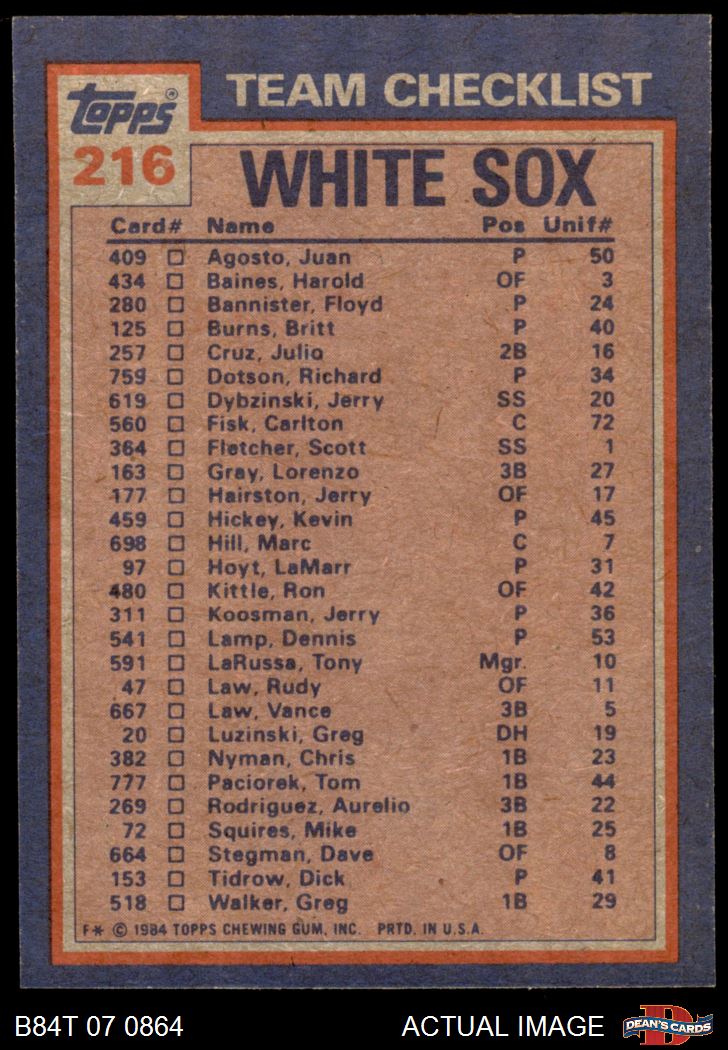 TEAM CHECKLIST
Topps®
216
WHITE SOX
Card# Name Pos Unif#
409 Agosto, Juan P 50
434 Baines, Harold OF 3
280 Bannister, Floyd P 24
125 Burns, Britt P 40
257 Cruz, Julio 2B 16
759 Dotson, Richard P 34
619 Dybzinski, Jerry SS 20
560 Fisk, Carlton C 72
364 Fletcher, Scott SS 1
163 Gray, Lorenzo 3B 27
177 Hairston, Jerry OF 17
459 Hickey, Kevin P 45
698 Hill, Marc C 7
97 Hoyt, LaMarr P 31
480 Kittle, Ron OF 42
311 Koosman, Jerry P 36
541 Lamp, Dennis P 53
591 LaRussa, Tony Mgr. 10
47 Law, Rudy OF 11
667 Law, Vance 3B 5
20 Luzinski, Greg DH 19
382 Nyman, Chris 1B 23
777 Paciorek, Tom 1B 44
269 Rodriguez, Aurelio 3B 22
72 Squires, Mike 1B 25
664 Stegman, Dave OF 8
153 Tidrow, Dick P 41
518 Walker, Greg 1B 29
F* © 1984 TOPPS CHEWING GUM, INC. PRTD. IN U.S.A.
B84T 07 0864 ACTUAL IMAGE D DEAN'S CARDS